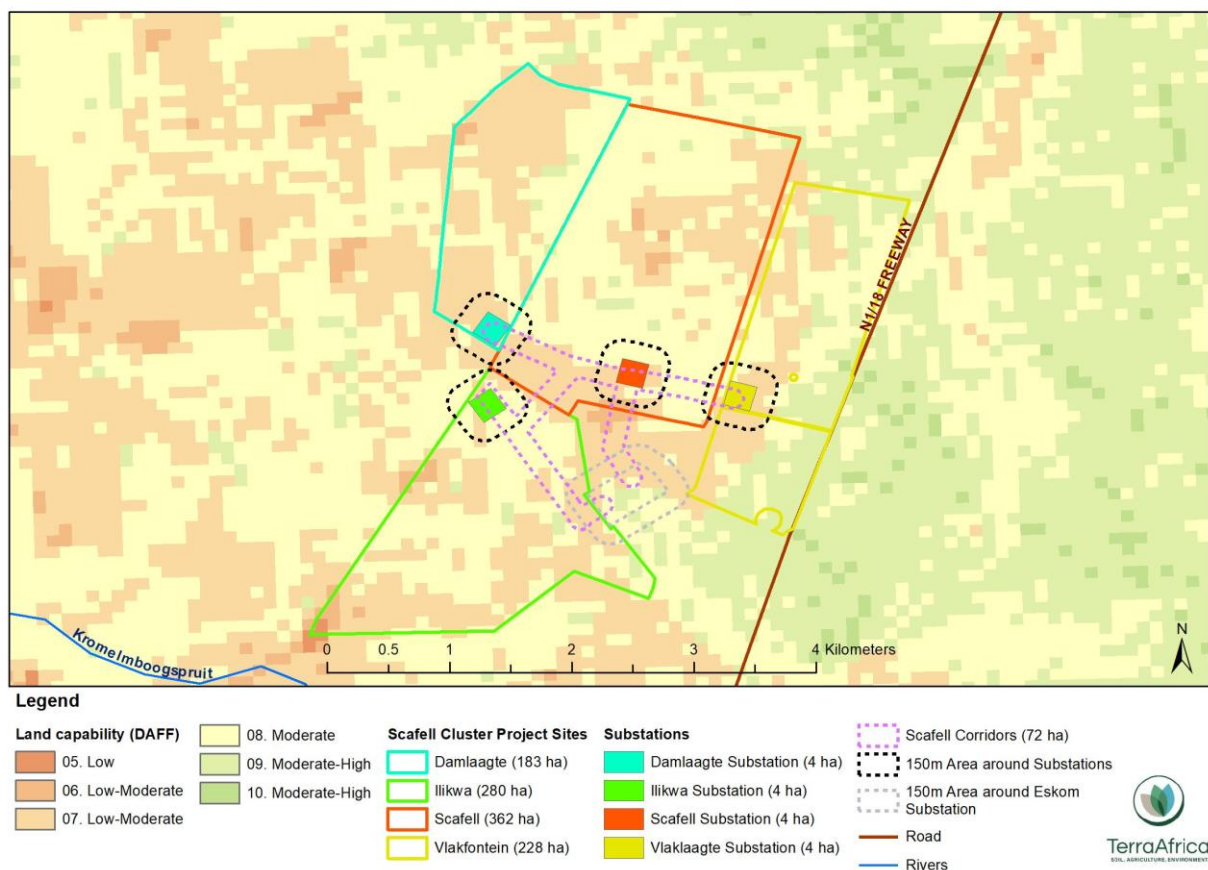 N1/18 FREEWAY
Kromelmboogspruit
0 0.5 1 2 3 4 Kilometers
N
Legend
Land capability (DAFF)
05. Low
06. Low-Moderate
07. Low-Moderate
08. Moderate
09. Moderate-High
10. Moderate-High
Scafell Cluster Project Sites
Damlaagte (183 ha)
Ilikwa (280 ha)
Scafell (362 ha)
Vlakfontein (228 ha)
Substations
Damlaagte Substation (4 ha)
Ilikwa Substation (4 ha)
Scafell Substation (4 ha)
Vlaklaagte Substation (4 ha)
Scafell Corridors (72 ha)
150m Area around Substations
150m Area around Eskom
Substation
Road
Rivers
TerraAfrica
SOIL, AGRICULTURE, ENVIRONMENT